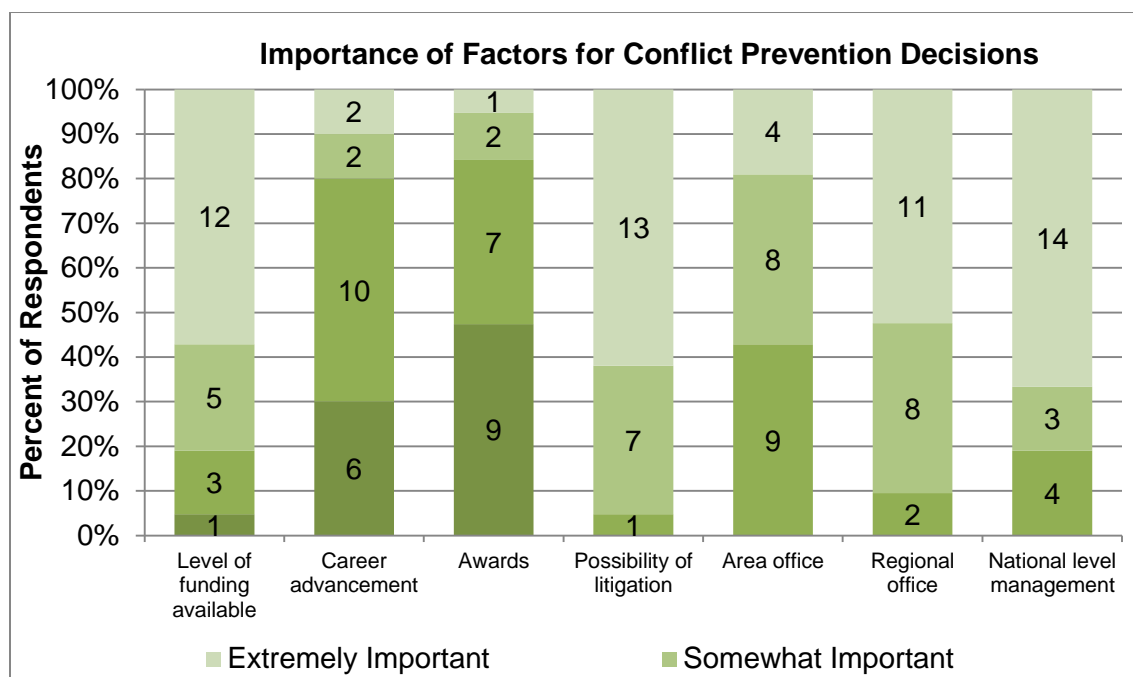 Importance of Factors for Conflict Prevention Decisions
Percent of Respondents
100%
90%
80%
70%
60%
50%
40%
30%
20%
10%
0%
12
5
3
1
2
2
10
6
1
2
7
9
13
7
1
4
8
9
11
8
2
14
3
4
Level of
funding
available
Career
advancement
Awards
Possibility of
litigation
Area office
Regional
office
National level
management
Extremely Important
Somewhat Important